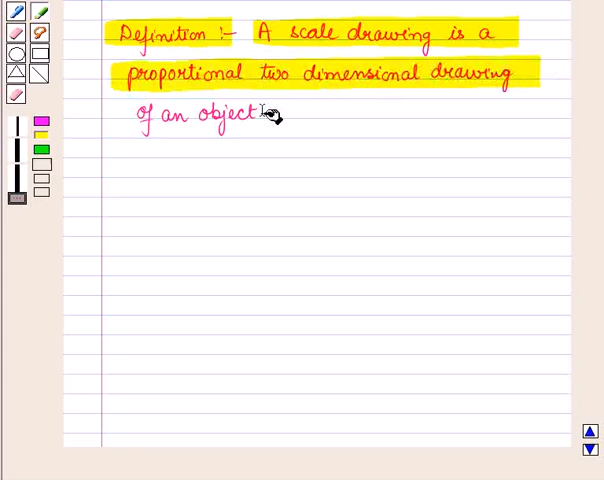 Definition :- A scale drawing is a
proportional two dimensional drawing
of an object